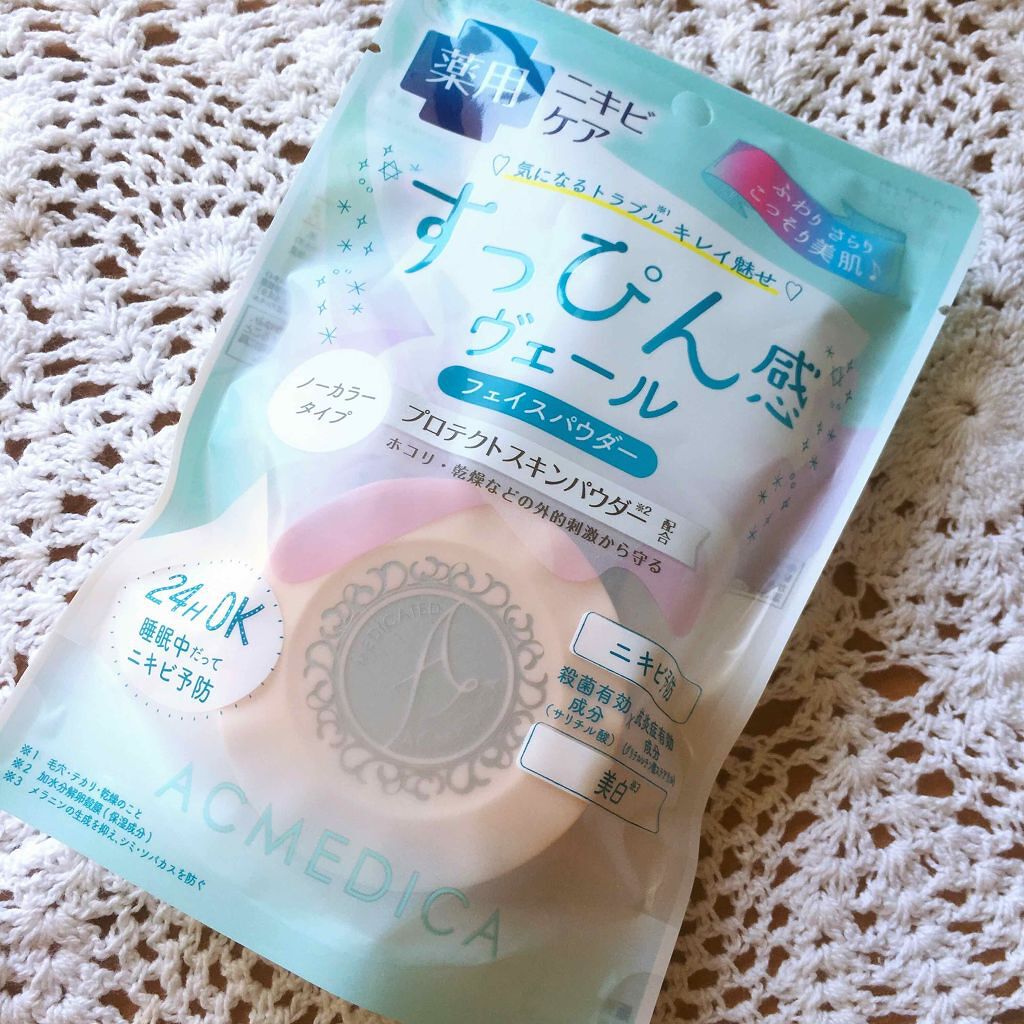 薬用
ニキビ
ケア
ふわり さらり
こっそり美肌♪
♡気になるトラブル※1 キレイ魅せ♡
すっぴん感
ヴェール
フェイスパウダー
ノーカラー
タイプ
プロテクトスキンパウダー※2 配合
ホコリ・乾燥などの外的刺激から守る
MEDICATED
A
24H OK
睡眠中だって
ニキビ予防
ニキビ予防
殺菌有効
成分
(サリチル酸)
抗炎症有効
成分
美白※3
※1 毛穴・テカリ・乾燥のこと
※2 加水分解卵殻膜(保湿成分)
※3 メラニンの生成を抑え、シミ・ソバカスを防ぐ
ACMEDICA